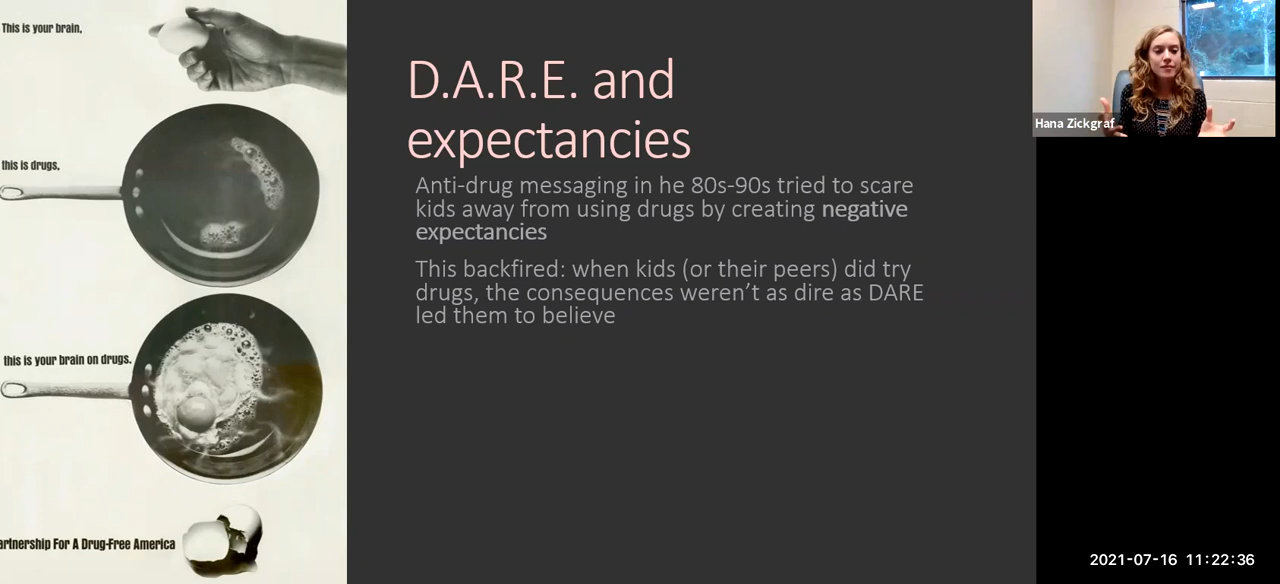 This is your brain,
this is drugs,
this is your brain on drugs.
artnership For A Drug-Free America
D.A.R.E. and
expectancies
Anti-drug messaging in he 80s-90s tried to scare
kids away from using drugs by creating negative
expectancies
This backfired: when kids (or their peers) did try
drugs, the consequences weren’t as dire as DARE
led them to believe
Hana Zickgraf
2021-07-16 11:22:36